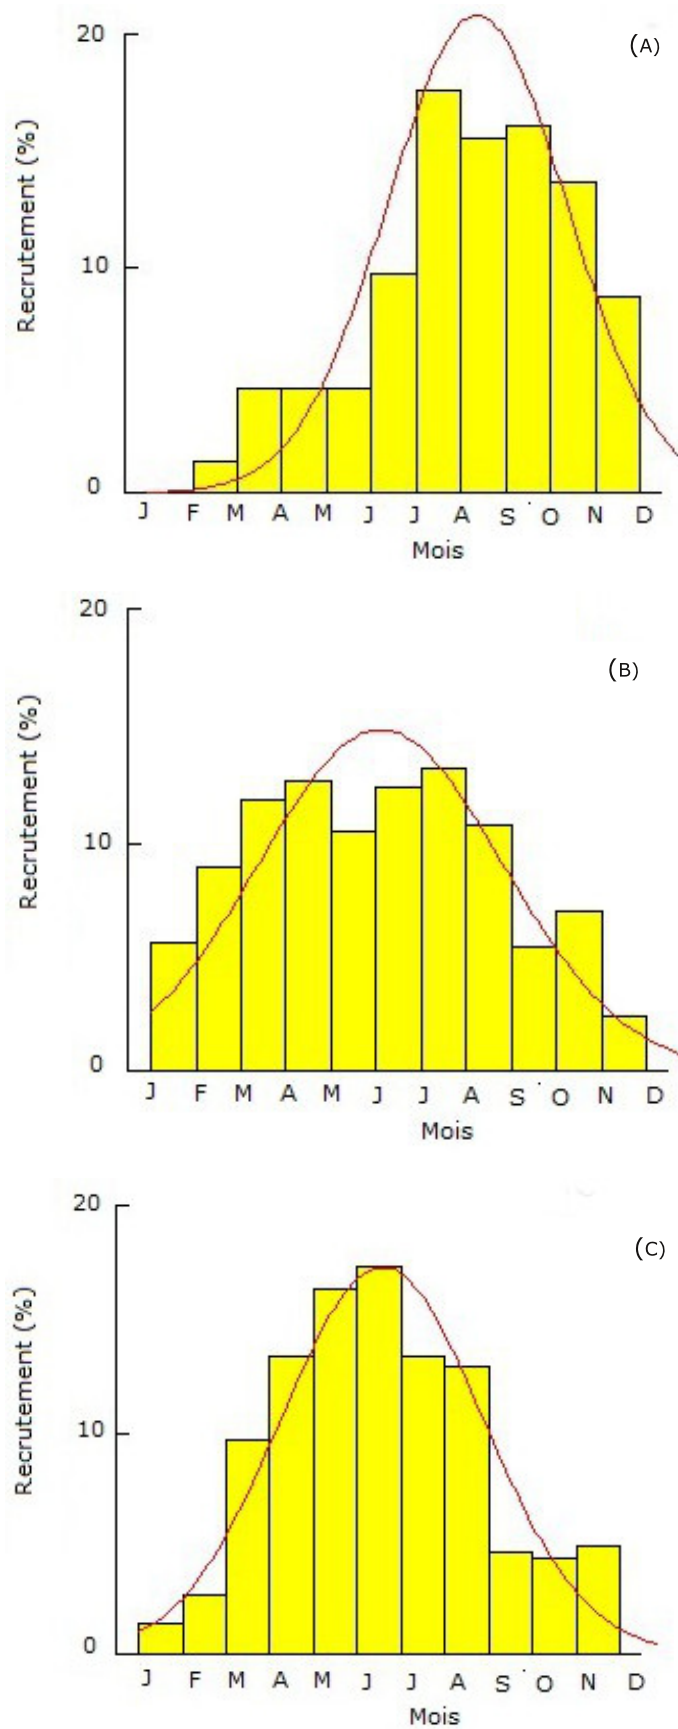 20
(A)
Recrutement (%)
10
0
J F M A M J J A S O N D
Mois
20
(B)
Recrutement (%)
10
0
J F M A M J J A S O N D
Mois
20
(C)
Recrutement (%)
10
0
J F M A M J J A S O N D
Mois